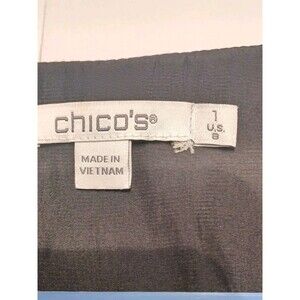 chico's®
1
U.S.
8
MADE IN
VIETNAM